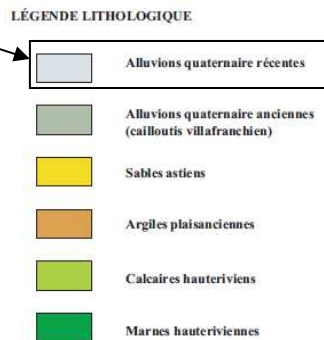 LÉGENDE LITHOLOGIQUE
Alluvions quaternaire récentes
Alluvions quaternaire anciennes
(cailloutis villafranchien)
Sables astiens
Argiles plaisanciennes
Calcaires hauteriviens
Marnes hauteriviennes